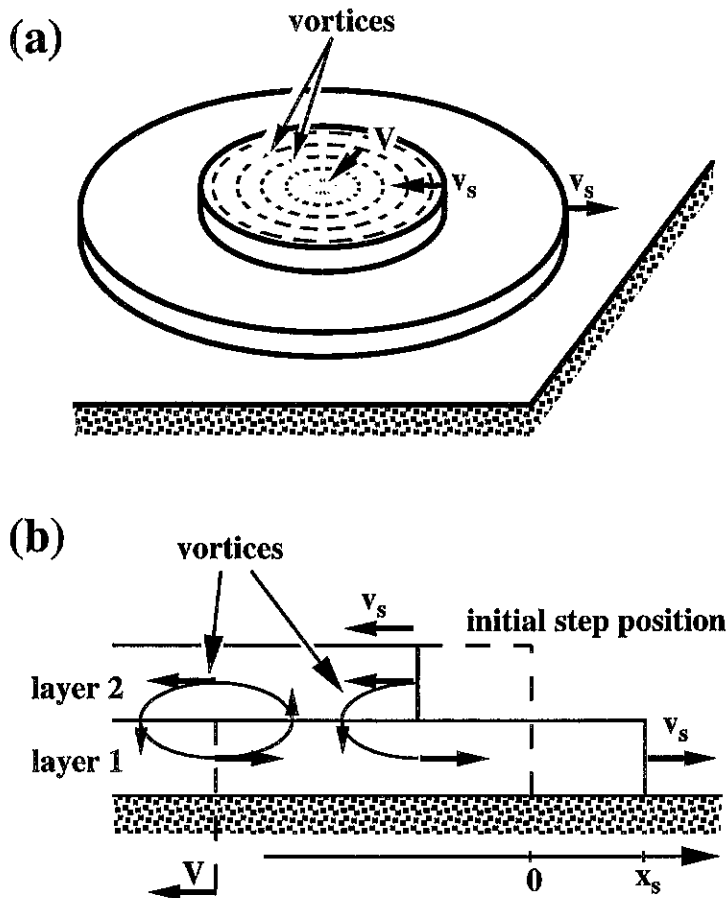 (a)
vortices
V
v_s
v_s
(b)
vortices
v_s
initial step position
layer 2
layer 1
v_s
V
0
x_s